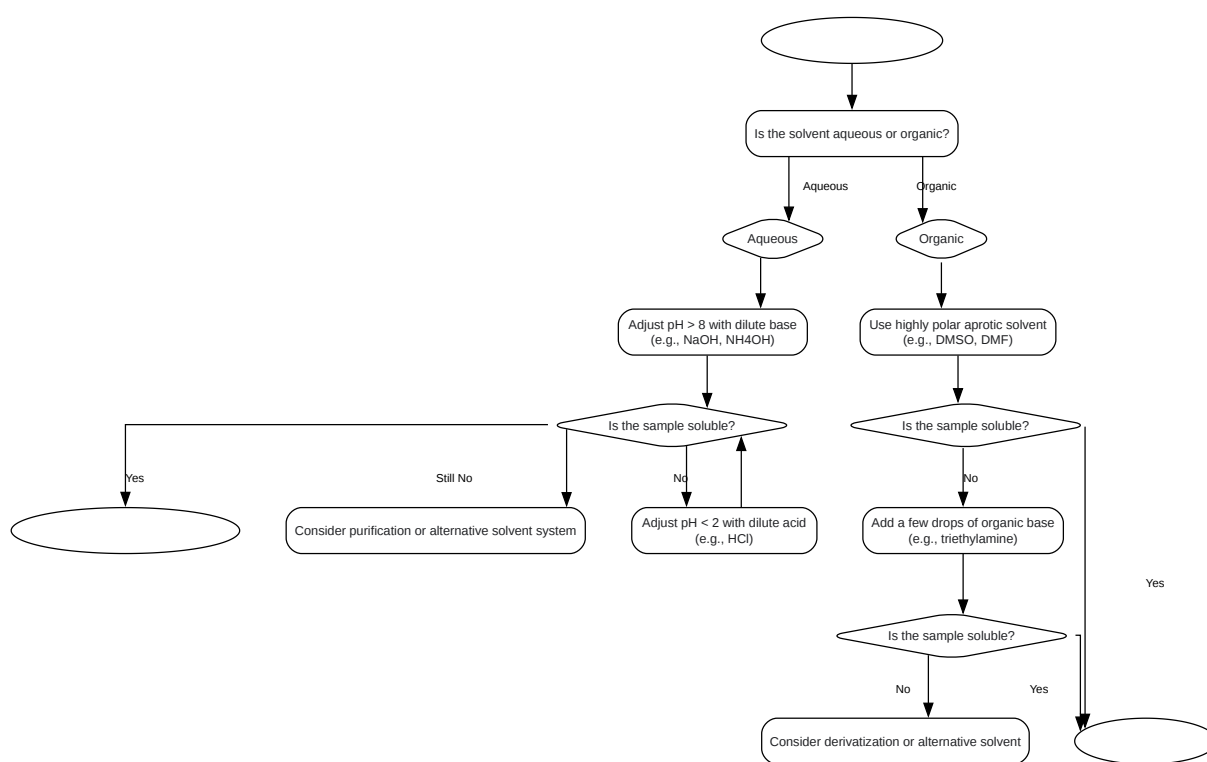 Is the solvent aqueous or organic?
Aqueous
Organic
Aqueous
Organic
Adjust pH > 8 with dilute base
(e.g., NaOH, NH4OH)
Use highly polar aprotic solvent
(e.g., DMSO, DMF)
Is the sample soluble?
Is the sample soluble?
Yes
Still No
No
No
Consider purification or alternative solvent system
Adjust pH < 2 with dilute acid
(e.g., HCl)
Add a few drops of organic base
(e.g., triethylamine)
Yes
Is the sample soluble?
No
Yes
Consider derivatization or alternative solvent